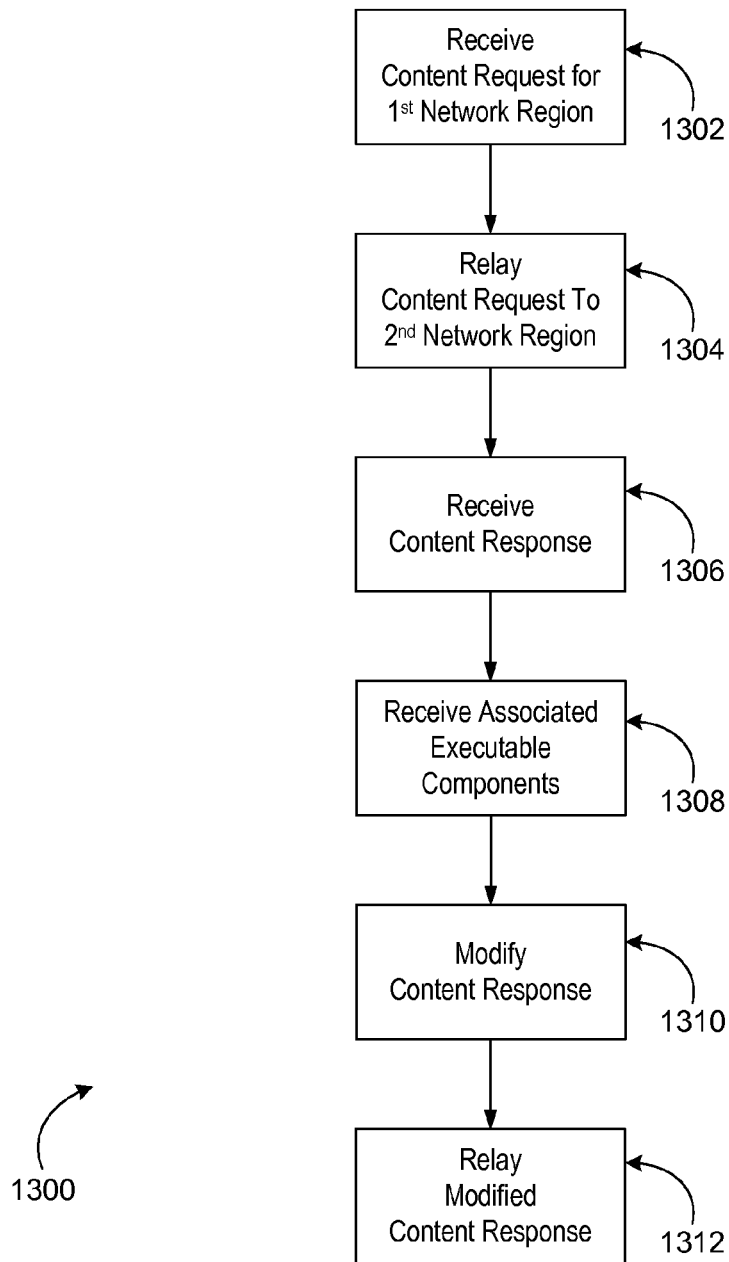 Receive
Content Request for
1st Network Region
1302
Relay
Content Request To
2nd Network Region
1304
Receive
Content Response
1306
Receive Associated
Executable
Components
1308
Modify
Content Response
1310
Relay
Modified
Content Response
1312
1300